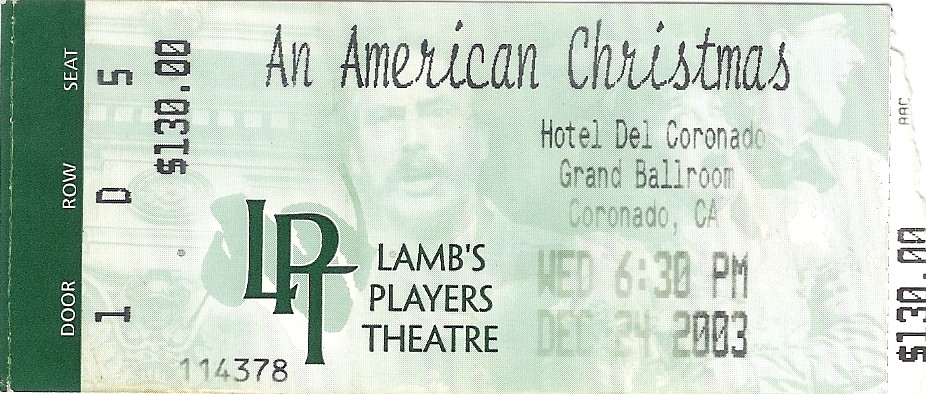 SEAT
ROW
DOOR
5
D
1
$130.00
An American Christmas
Hotel Del Coronado
Grand Ballroom
Coronado, CA
WED 6:30 PM
DEC 24 2003
LPT
LAMB'S
PLAYERS
THEATRE
114378
$130.00